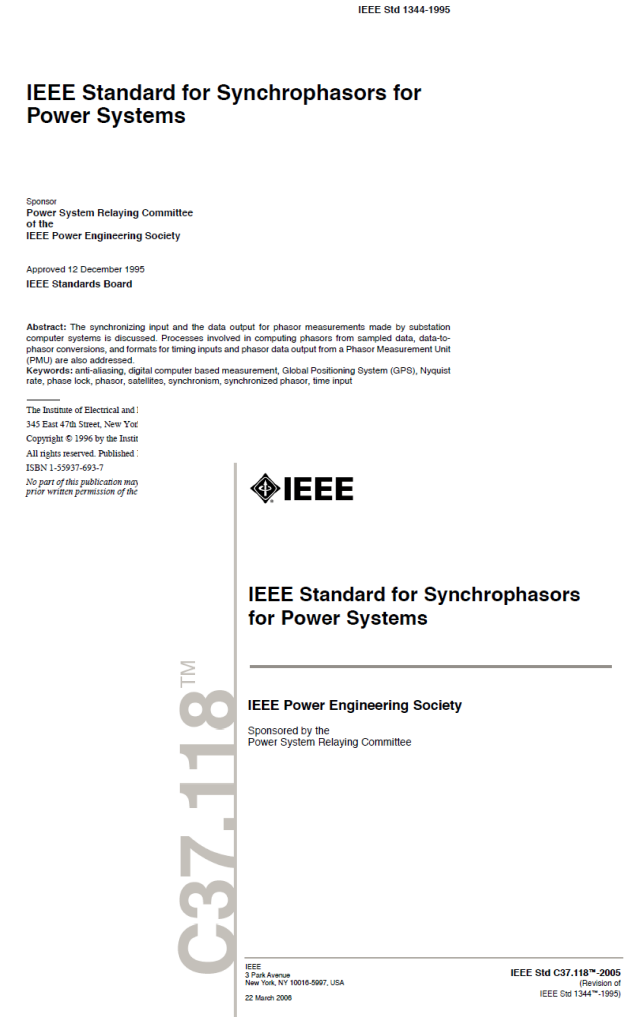 IEEE Std 1344-1995
IEEE Standard for Synchrophasors for
Power Systems
Sponsor
Power System Relaying Committee
of the
IEEE Power Engineering Society
Approved 12 December 1995
IEEE Standards Board
Abstract: The synchronizing input and the data output for phasor measurements made by substation
computer systems is discussed. Processes involved in computing phasors from sampled data, data-to-
phasor conversions, and formats for timing inputs and phasor data output from a Phasor Measurement Unit
(PMU) are also addressed.
Keywords: anti-aliasing, digital computer based measurement, Global Positioning System (GPS), Nyquist
rate, phase lock, phasor, satellites, synchronism, synchronized phasor, time input
The Institute of Electrical and
345 East 47th Street, New
Copyright © 1996 by the
All rights reserved. Published
ISBN 1-55937-693-7
No part of this publication may
prior written permission of the
IEEE
IEEE Standard for Synchrophasors
for Power Systems
IEEE Power Engineering Society
Sponsored by the
Power System Relaying Committee
C37.118™
IEEE
3 Park Avenue
New York, NY 10016-5997, USA
22 March 2006
IEEE Std C37.118™-2005
(Revision of
IEEE Std 1344™-1995)